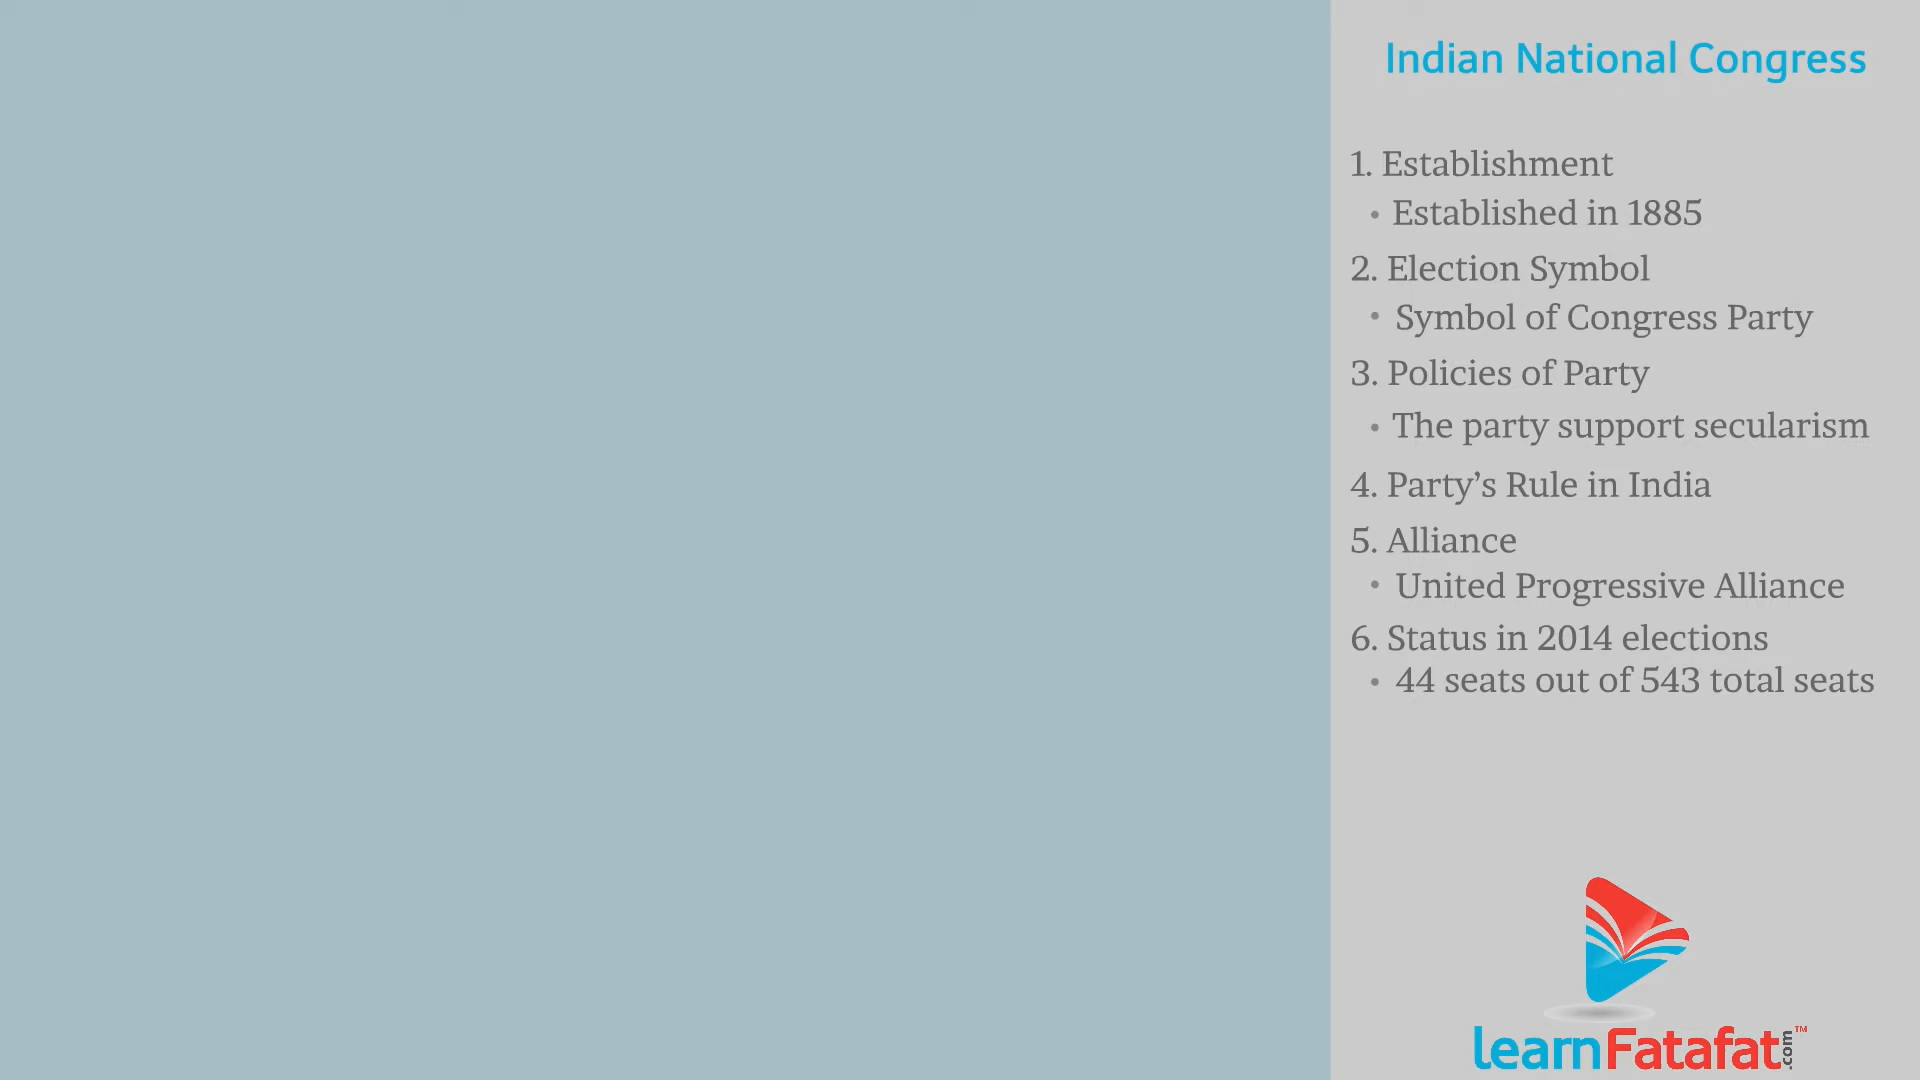 Indian National Congress
1. Establishment
• Established in 1885
2. Election Symbol
• Symbol of Congress Party
3. Policies of Party
• The party support secularism
4. Party’s Rule in India
5. Alliance
• United Progressive Alliance
6. Status in 2014 elections
• 44 seats out of 543 total seats
learnFatafat.com™